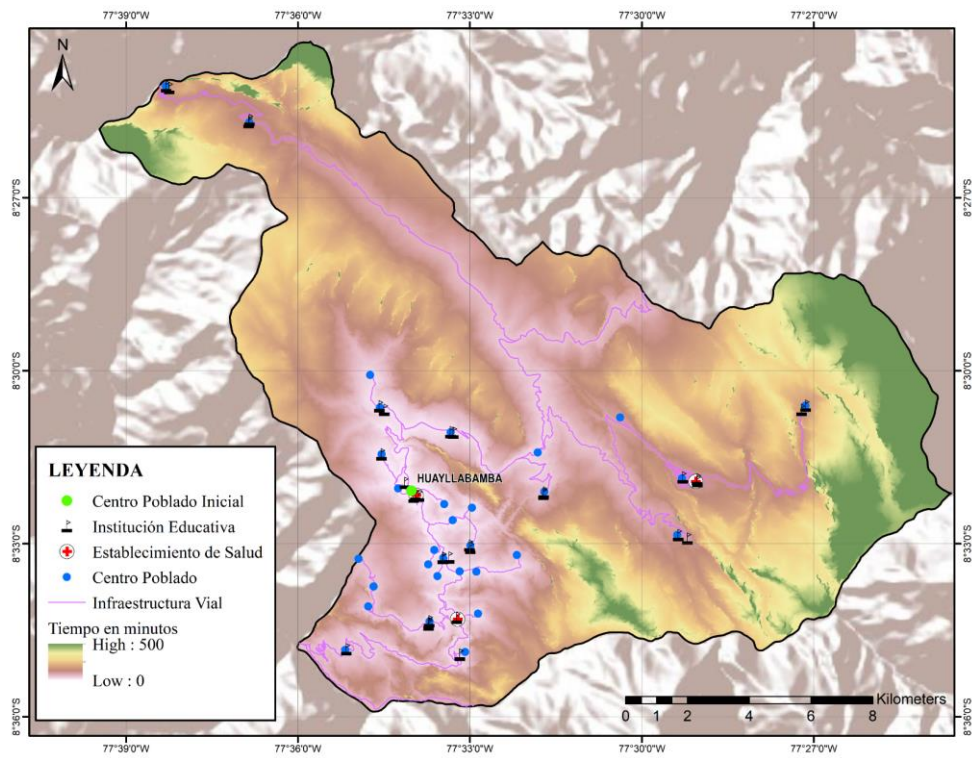 77°39'0"W 77°36'0"W 77°33'0"W 77°30'0"W 77°27'0"W
N
8°27'0"S 8°27'0"S
8°30'0"S 8°30'0"S
HUAYLLABAMBA
LEYENDA
Centro Poblado Inicial
Institución Educativa
Establecimiento de Salud
Centro Poblado
Infraestructura Vial
Tiempo en minutos
High : 500
Low : 0
8°33'0"S 8°33'0"S
Kilometers
0 1 2 4 6 8
8°36'0"S 8°36'0"S
77°39'0"W 77°36'0"W 77°33'0"W 77°30'0"W 77°27'0"W